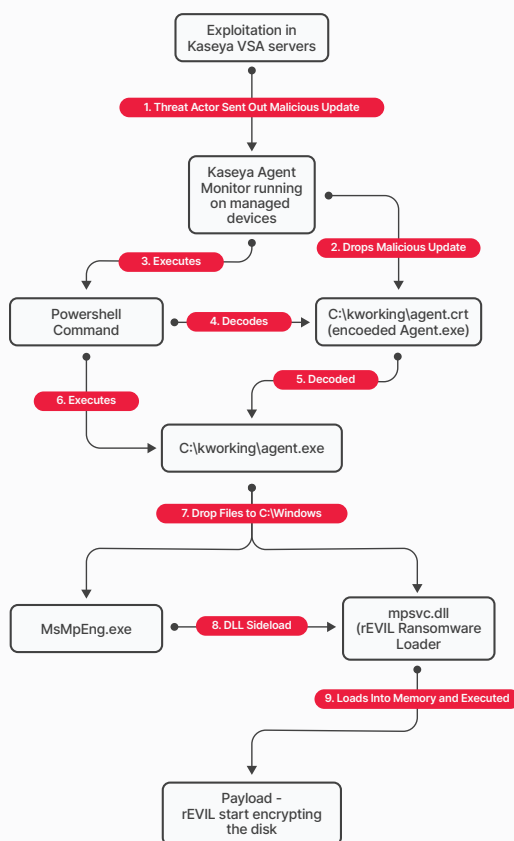 Exploitation in
Kaseya VSA servers
1. Threat Actor Sent Out Malicious Update
Kaseya Agent
Monitor running
on managed
devices
2. Drops Malicious Update
3. Executes
Powershell
Command
4. Decodes
C:\kworking\agent.crt
(encoeded Agent.exe)
5. Decoded
6. Executes
C:\kworking\agent.exe
7. Drop Files to C:\Windows
MsMpEng.exe
8. DLL Sideload
mpsvc.dll
(rEVIL Ransomware
Loader
9. Loads Into Memory and Executed
Payload -
rEVIL start encrypting
the disk